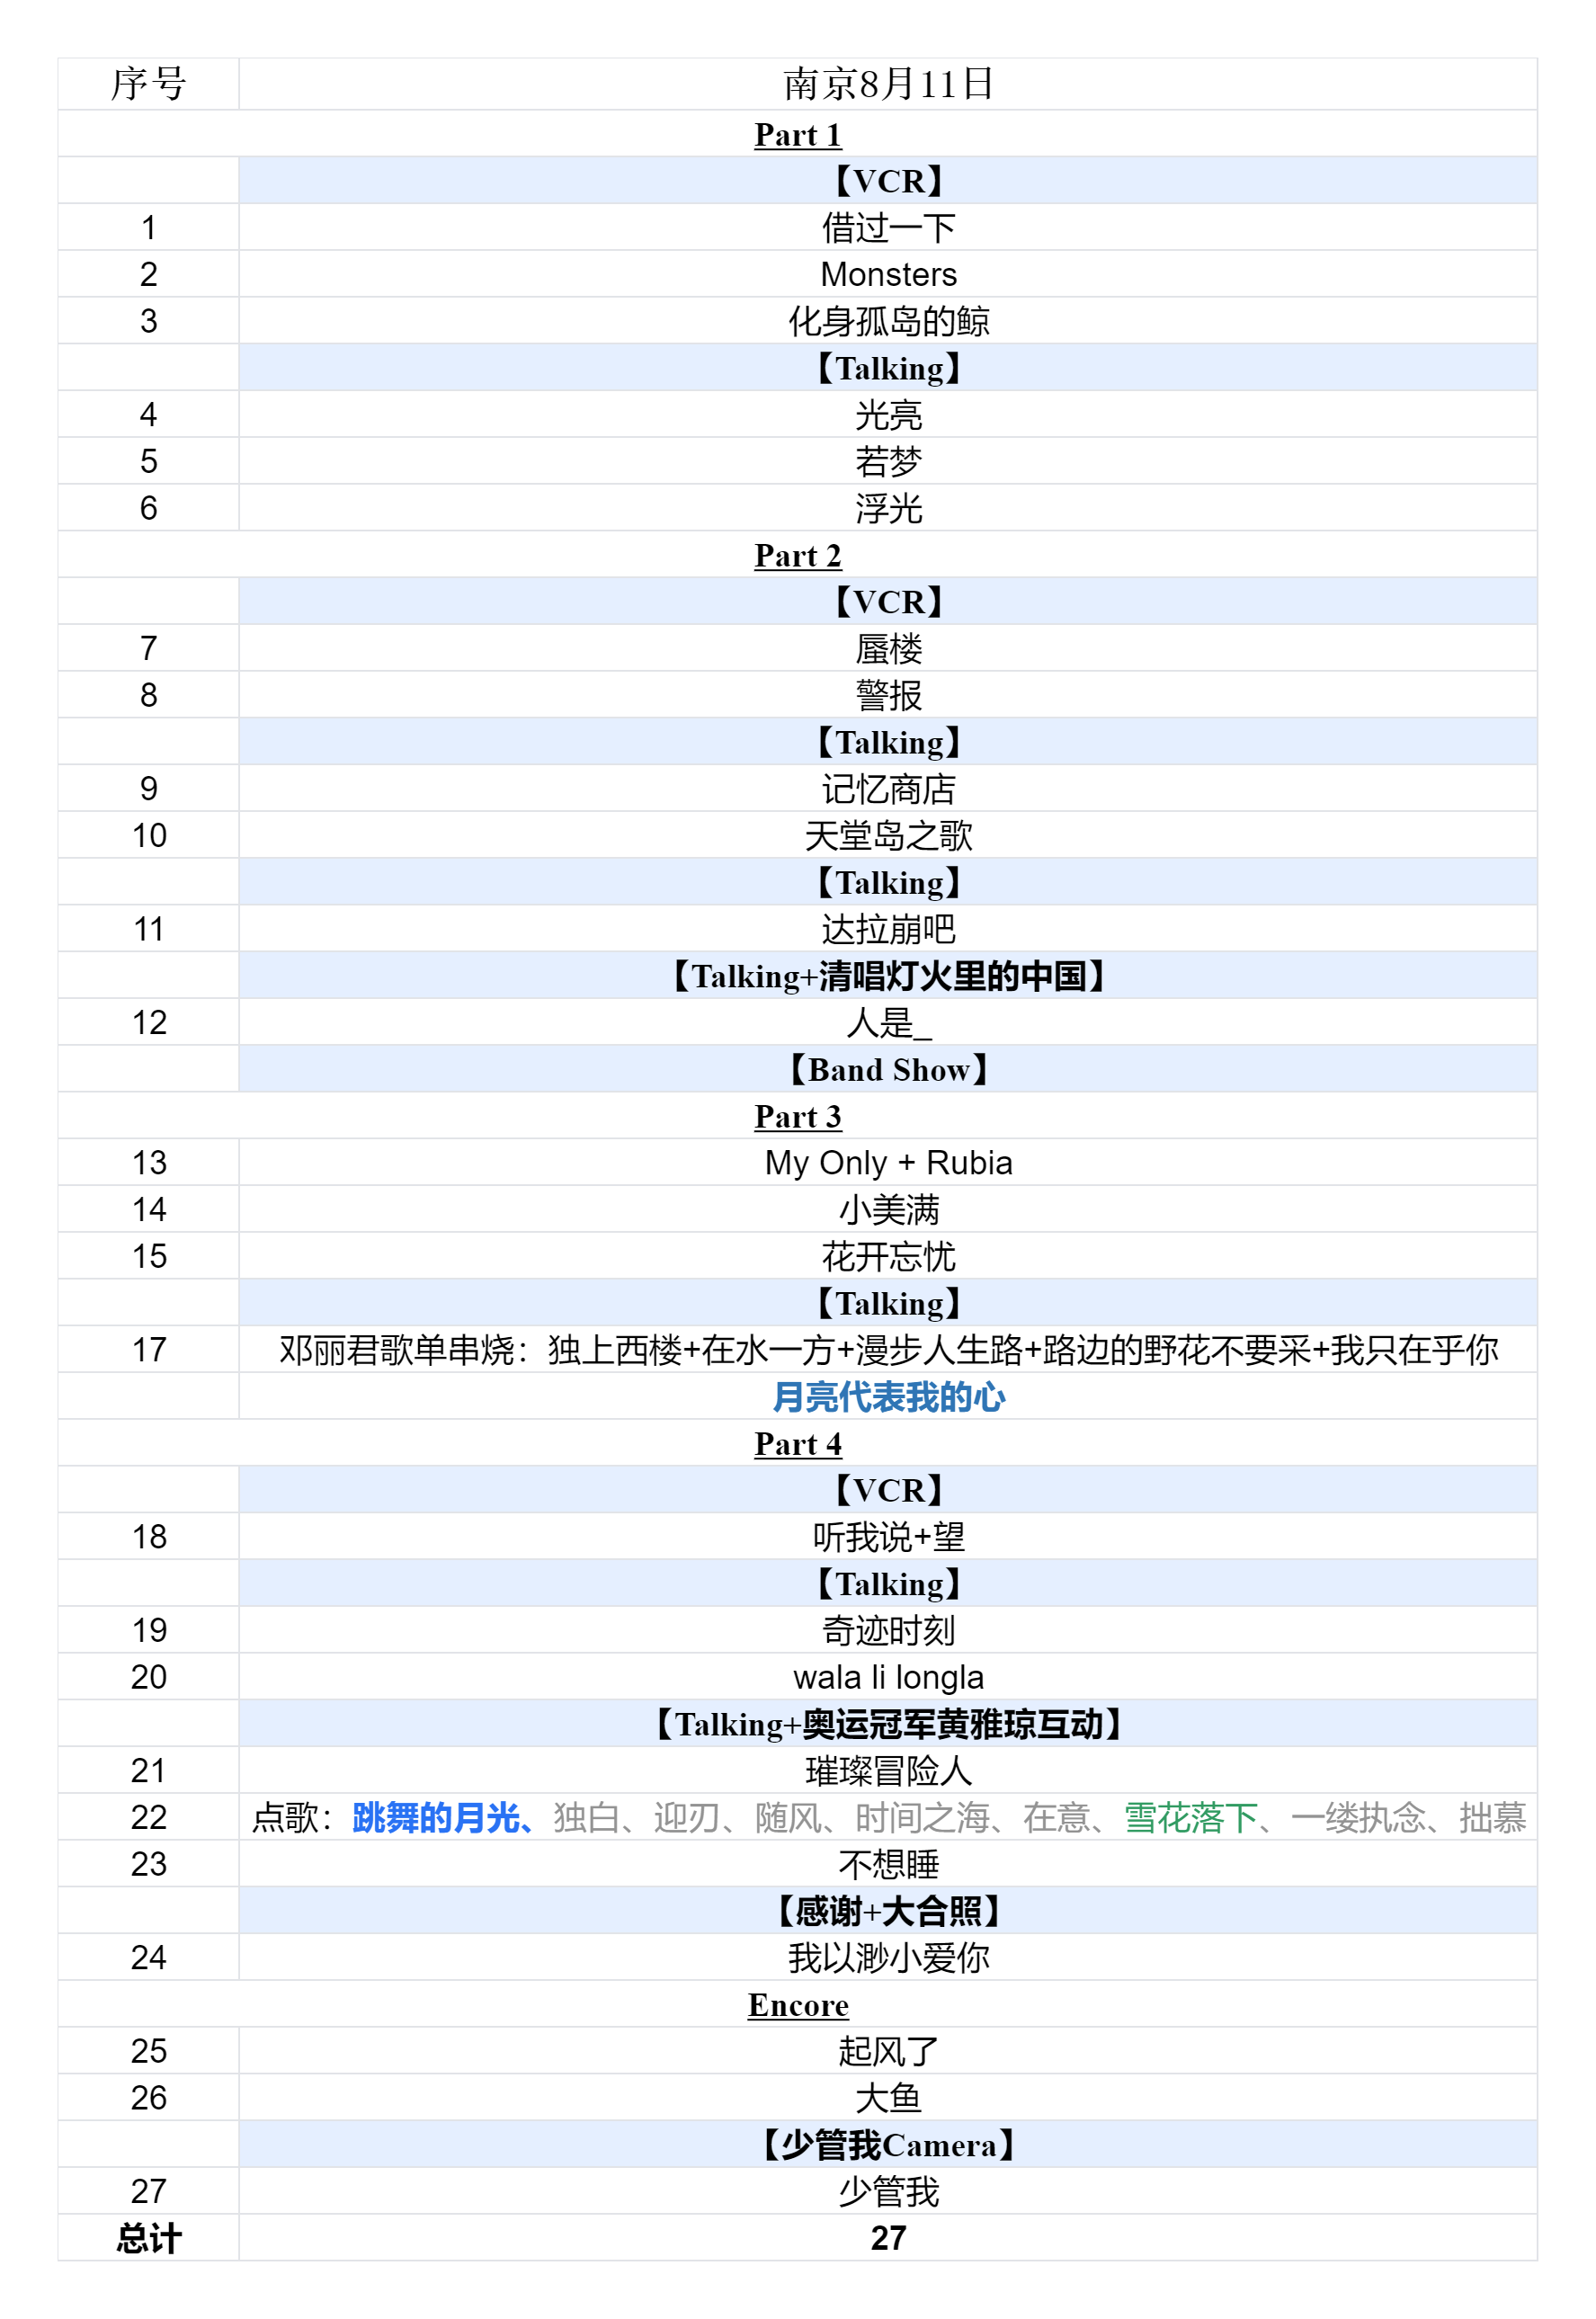 序号 南京8月11日
Part 1
【VCR】
1 借过一下
2 Monsters
3 化身孤岛的鲸
【Talking】
4 光亮
5 若梦
6 浮光
Part 2
【VCR】
7 蜃楼
8 警报
【Talking】
9 记忆商店
10 天堂岛之歌
【Talking】
11 达拉崩吧
【Talking+清唱灯火里的中国】
12 人是_
【Band Show】
Part 3
13 My Only + Rubia
14 小美满
15 花开忘忧
【Talking】
17 邓丽君歌单串烧：独上西楼+在水一方+漫步人生路+路边的野花不要采+我只在乎你
月亮代表我的心
Part 4
【VCR】
18 听我说+望
【Talking】
19 奇迹时刻
20 wala li longla
【Talking+奥运冠军黄雅琼互动】
21 璀璨冒险人
22 点歌：跳舞的月光、独白、迎刃、随风、时间之海、在意、雪花落下、一缕执念、拙慕
23 不想睡
【感谢+大合照】
24 我以渺小爱你
Encore
25 起风了
26 大鱼
【少管我Camera】
27 少管我
总计 27